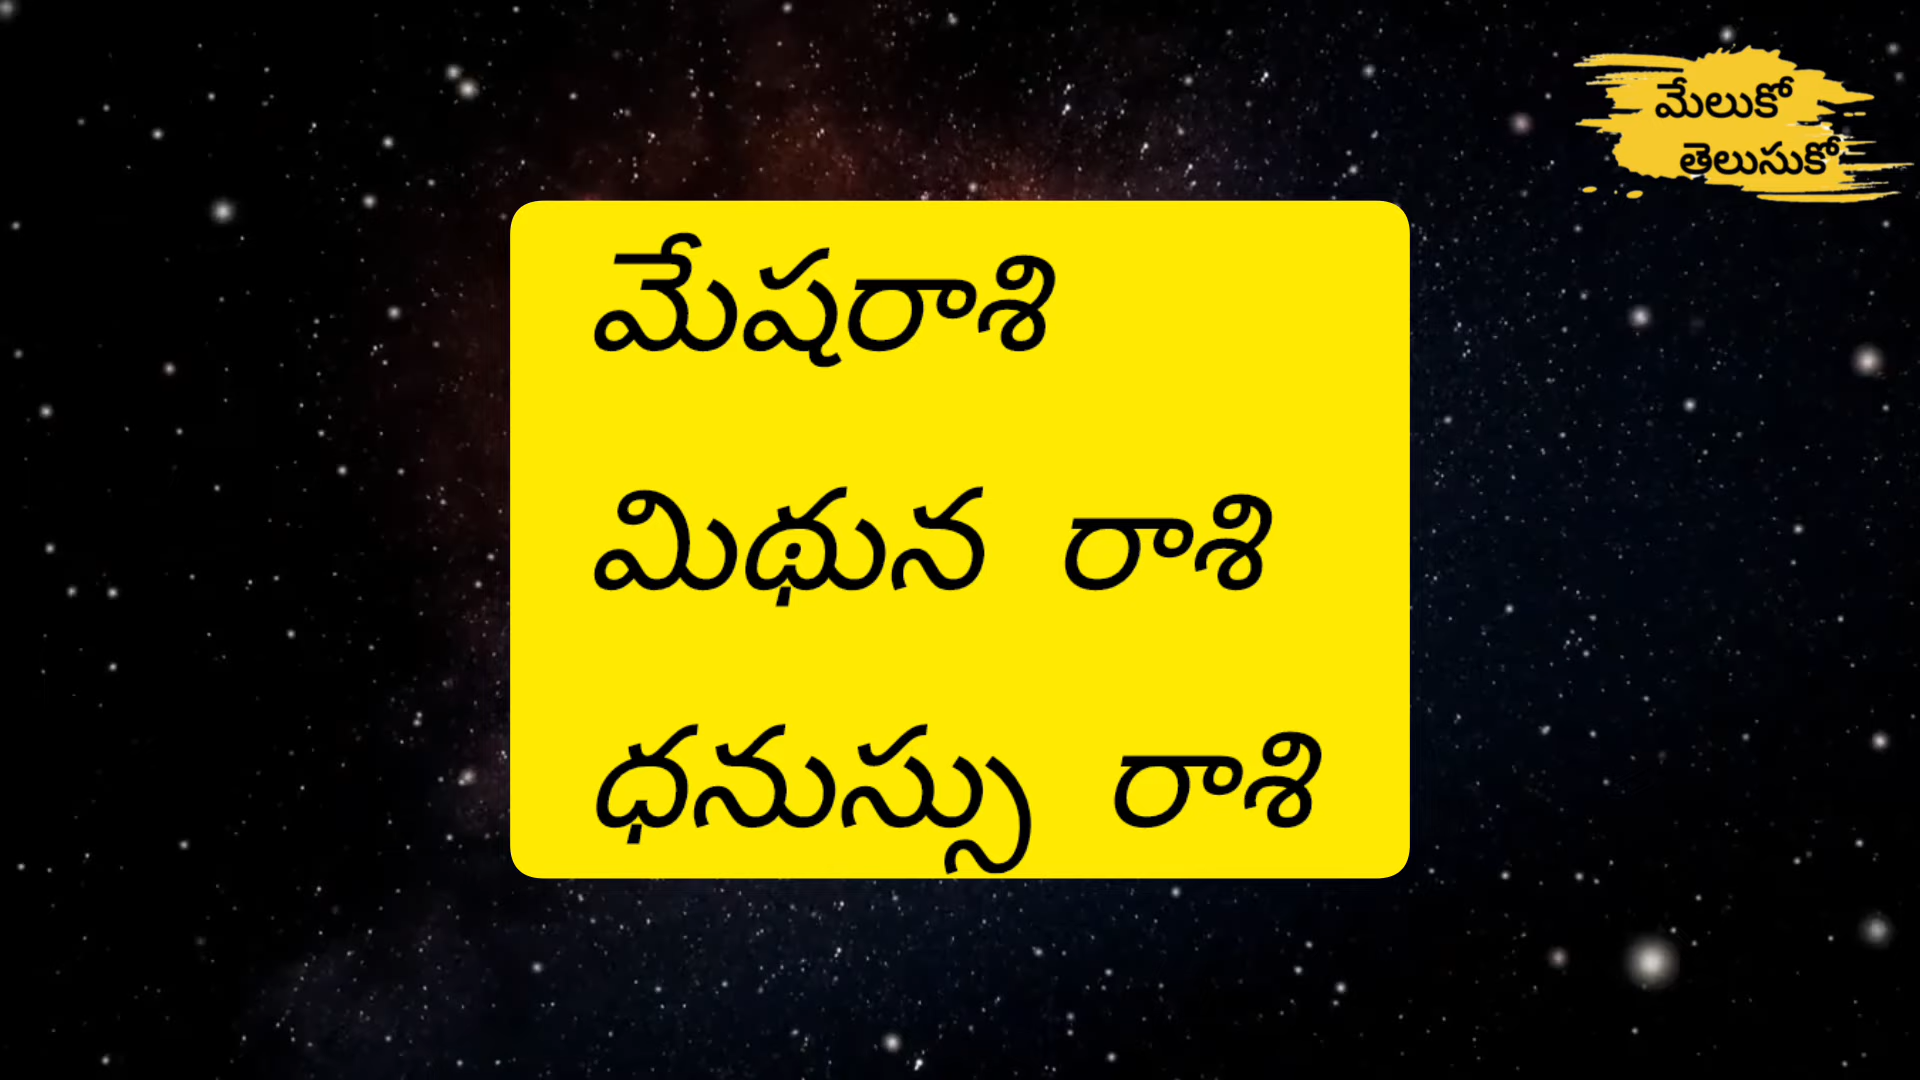 మేలుకో
తెలుసుకో
మేషరాశి
మిథున రాశి
ధనుస్సు రాశి